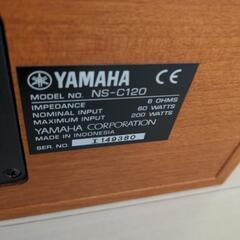 YAMAHA CE
MODEL NO. NS-C120
IMPEDANCE 6 OHMS
NOMINAL INPUT 60 WATTS
MAXIMUM INPUT 200 WATTS
YAMAHA CORPORATION
MADE IN INDONESIA
SER. NO. I149380